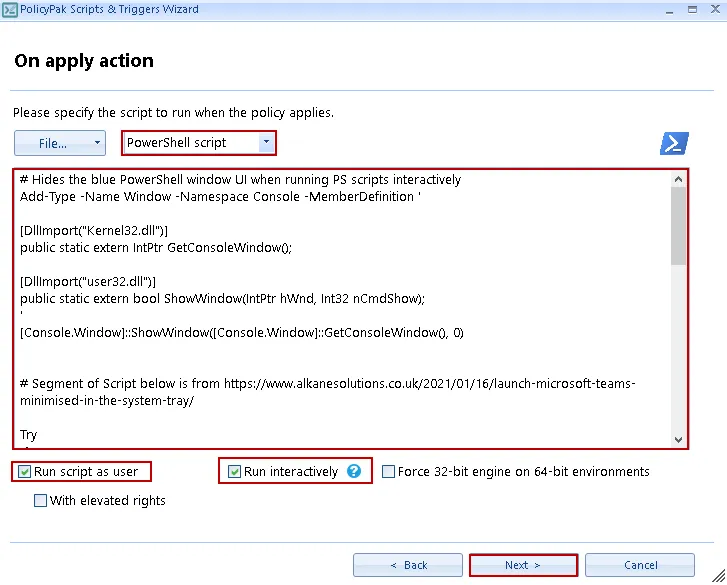 PolicyPak Scripts & Triggers Wizard
On apply action
Please specify the script to run when the policy applies.
File...
PowerShell script
# Hides the blue PowerShell window UI when running PS scripts interactively
Add-Type -Name Window -Namespace Console -MemberDefinition '
[DllImport("Kernel32.dll")]
public static extern IntPtr GetConsoleWindow();
[DllImport("user32.dll")]
public static extern bool ShowWindow(IntPtr hWnd, Int32 nCmdShow);
'
[Console.Window]::ShowWindow([Console.Window]::GetConsoleWindow(), 0)
# Segment of Script below is from https://www.alkanesolutions.co.uk/2021/01/16/launch-microsoft-teams-
minimised-in-the-system-tray/
Try
Run script as user
Run interactively ?
Force 32-bit engine on 64-bit environments
With elevated rights
< Back
Next >
Cancel